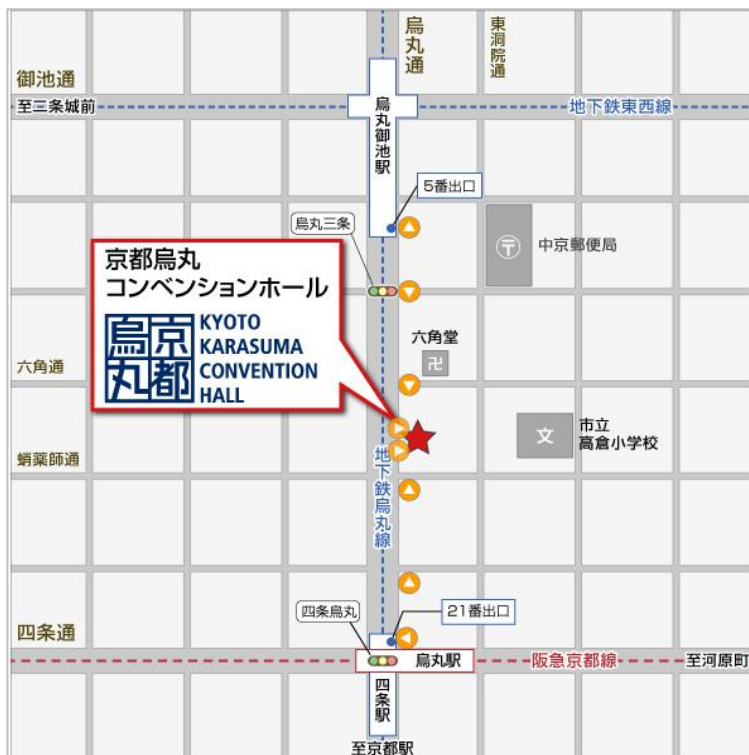 烏丸通
東洞院通
御池通
至二条城前
地下鉄東西線
烏丸御池駅
5番出口
烏丸三条
〒
中京郵便局
京都烏丸
コンベンションホール
烏京
丸都
KYOTO
KARASUMA
CONVENTION
HALL
六角堂
卍
六角通
文
市立
高倉小学校
蛸薬師通
地下鉄烏丸線
四条烏丸
21番出口
四条通
烏丸駅
阪急京都線
至河原町
四条駅
至京都駅